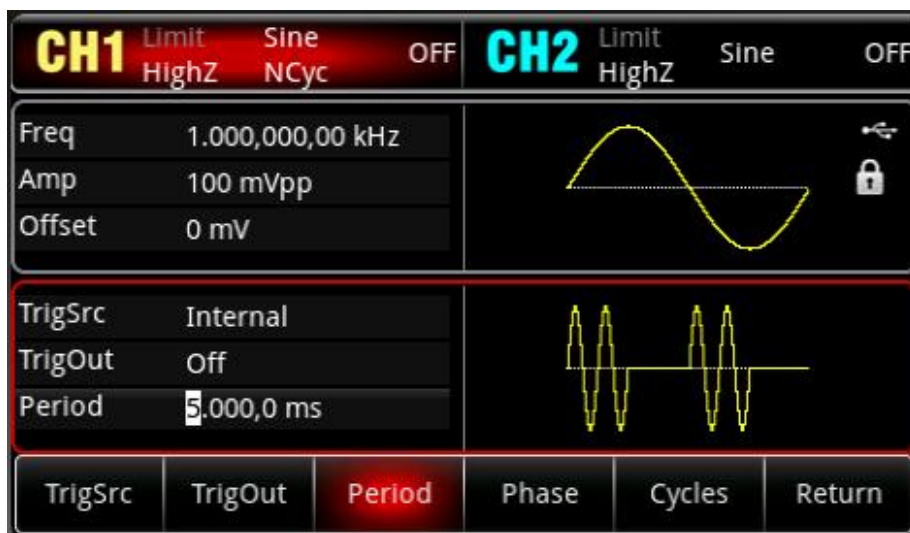 CH1 Limit Sine OFF
HighZ NCyc
CH2 Limit Sine OFF
HighZ
Freq 1.000,000,00 kHz
Amp 100 mVpp
Offset 0 mV
TrigSrc Internal
TrigOut Off
Period 5.000,0 ms
TrigSrc TrigOut Period Phase Cycles Return